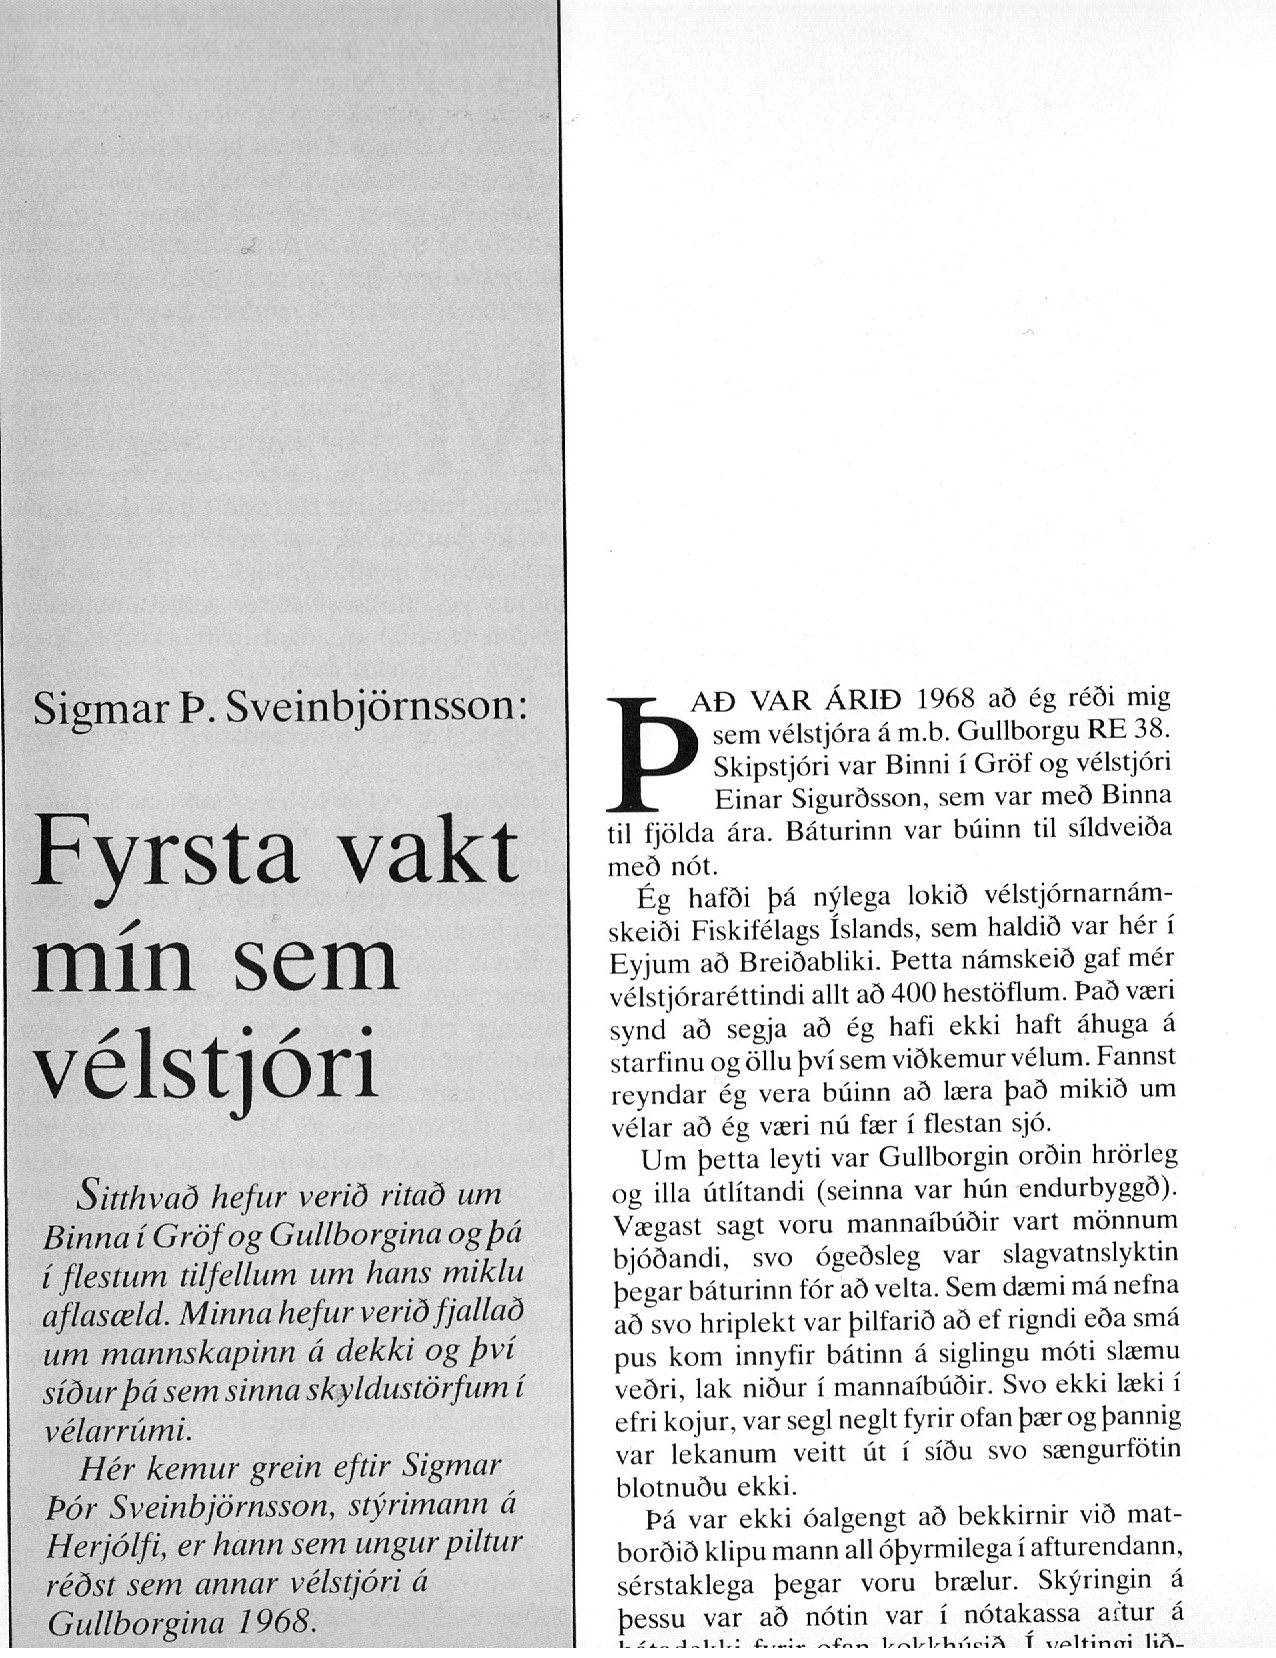 Sigmar Þ. Sveinbjörnsson:
Fyrsta vakt
mín sem
vélstjóri
Sitthvað hefur verið ritað um
Binna í Gröf og Gullborgina og þá
í flestum tilfellum um hans miklu
aflasæld. Minna hefur verið fjallað
um mannskapinn á dekki og því
síður þá sem sinna skyldustörfum í
vélarrúmi.
Hér kemur grein eftir Sigmar
Þór Sveinbjörnsson, stýrimann á
Herjólfi, er hann sem ungur piltur
réðst sem annar vélstjóri á
Gullborgina 1968.
ÞAÐ VAR ÁRIÐ 1968 að ég réði mig
sem vélstjóra á m.b. Gullborgu RE 38.
Skipstjóri var Binni í Gröf og vélstjóri
Einar Sigurðsson, sem var með Binna
til fjölda ára. Báturinn var búinn til síldveiða
með nót.
Ég hafði þá nýlega lokið vélstjórnarnám-
skeiði Fiskifélags Íslands, sem haldið var hér í
Eyjum að Breiðabliki. Þetta námskeið gaf mér
vélstjóraréttindi allt að 400 hestöflum. Það væri
synd að segja að ég hafi ekki haft áhuga á
starfinu og öllu því sem viðkemur vélum. Fannst
reyndar ég vera búinn að læra það mikið um
vélar að ég væri nú fær í flestan sjó.
Um þetta leyti var Gullborgin orðin hrörleg
og illa útlítandi (seinna var hún endurbyggð).
Vægast sagt voru mannaíbúðir vart mönnum
bjóðandi, svo ógeðsleg var slagvatnslyktin
þegar báturinn fór að velta. Sem dæmi má nefna
að svo hriplekt var þilfarið að ef rigndi eða smá
pus kom innyfir bátinn á siglingu móti slæmu
veðri, lak niður í mannaíbúðir. Svo ekki læki í
efri kojur, var segl neglt fyrir ofan þær og þannig
var lekanum veitt út í síðu svo sængurfötin
blotnuðu ekki.
Þá var ekki óalgengt að bekkirnir við mat-
borðið klipu mann all óþyrmilega í afturendann,
sérstaklega þegar voru brælur. Skýringin á
þessu var að nótin var í nótakassa aftur á
bátadekki fyrir ofan kokkhúsið. Í veltingi lið-